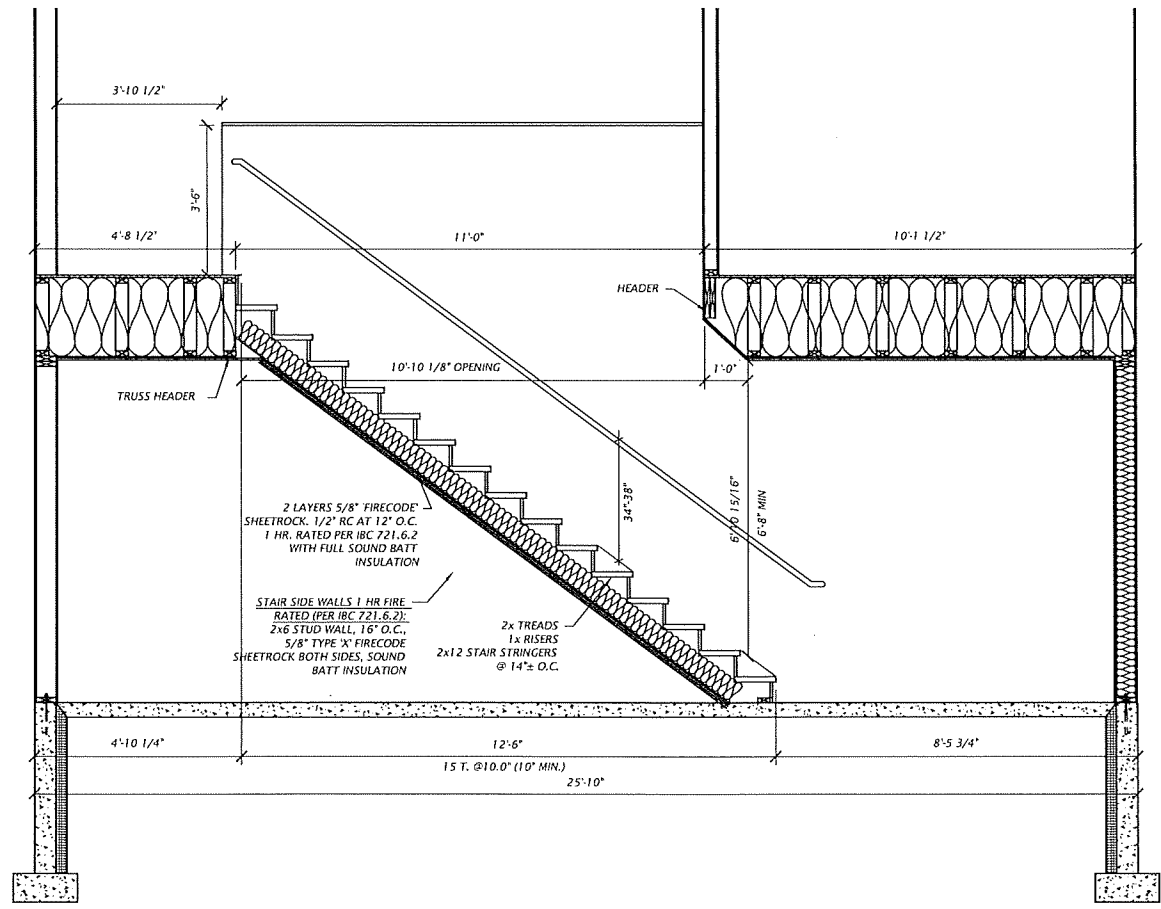 3'-10 1/2"
3'-6"
4'-8 1/2"
11'-0"
10'-1 1/2"
HEADER
10'-10 1/8" OPENING
1'-0"
TRUSS HEADER
34"-38"
6'-8" MIN
2 LAYERS 5/8" 'FIRECODE'
SHEETROCK. 1/2" RC AT 12" O.C.
1 HR. RATED PER IBC 721.6.2
WITH FULL SOUND BATT
INSULATION
STAIR SIDE WALLS 1 HR FIRE
RATED (PER IBC 721.6.2):
2x6 STUD WALL, 16" O.C.,
5/8" TYPE 'X' FIRECODE
SHEETROCK BOTH SIDES, SOUND
BATT INSULATION
2x TREADS
1x RISERS
2x12 STAIR STRINGERS
@ 14"± O.C.
4'-10 1/4"
12'-6"
8'-5 3/4"
15 T. @10.0" (10" MIN.)
25'-10"